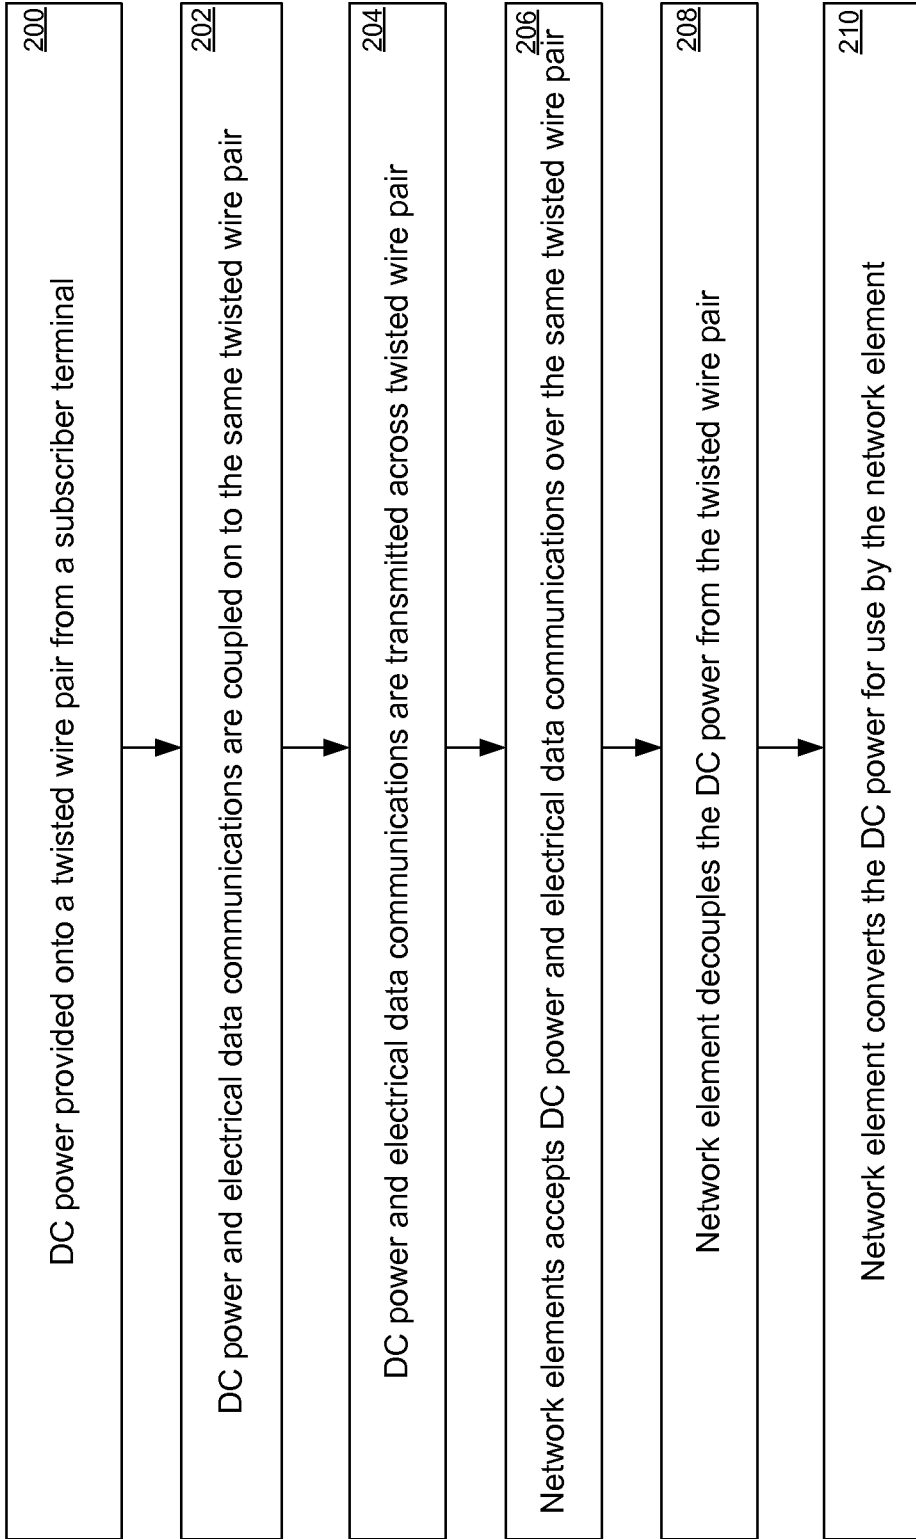 200
DC power provided onto a twisted wire pair from a subscriber terminal
202
DC power and electrical data communications are coupled on to the same twisted wire pair
204
DC power and electrical data communications are transmitted across twisted wire pair
206
Network elements accepts DC power and electrical data communications over the same twisted wire pair
208
Network element decouples the DC power from the twisted wire pair
210
Network element converts the DC power for use by the network element